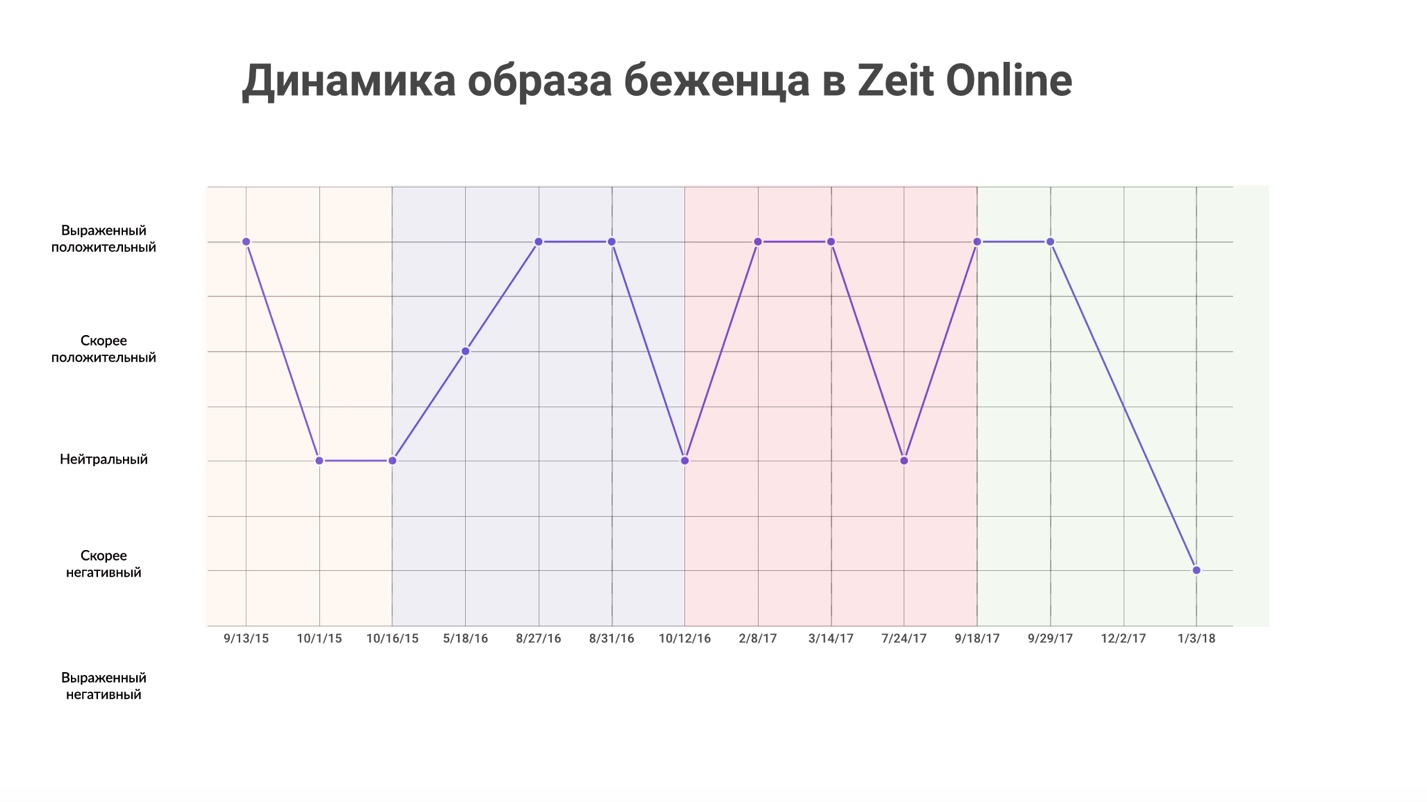 Динамика образа беженца в Zeit Online
Выраженный
положительный
Скорее
положительный
Нейтральный
Скорее
негативный
9/13/15 10/1/15 10/16/15 5/18/16 8/27/16 8/31/16 10/12/16 2/8/17 3/14/17 7/24/17 9/18/17 9/29/17 12/2/17 1/3/18
Выраженный
негативный